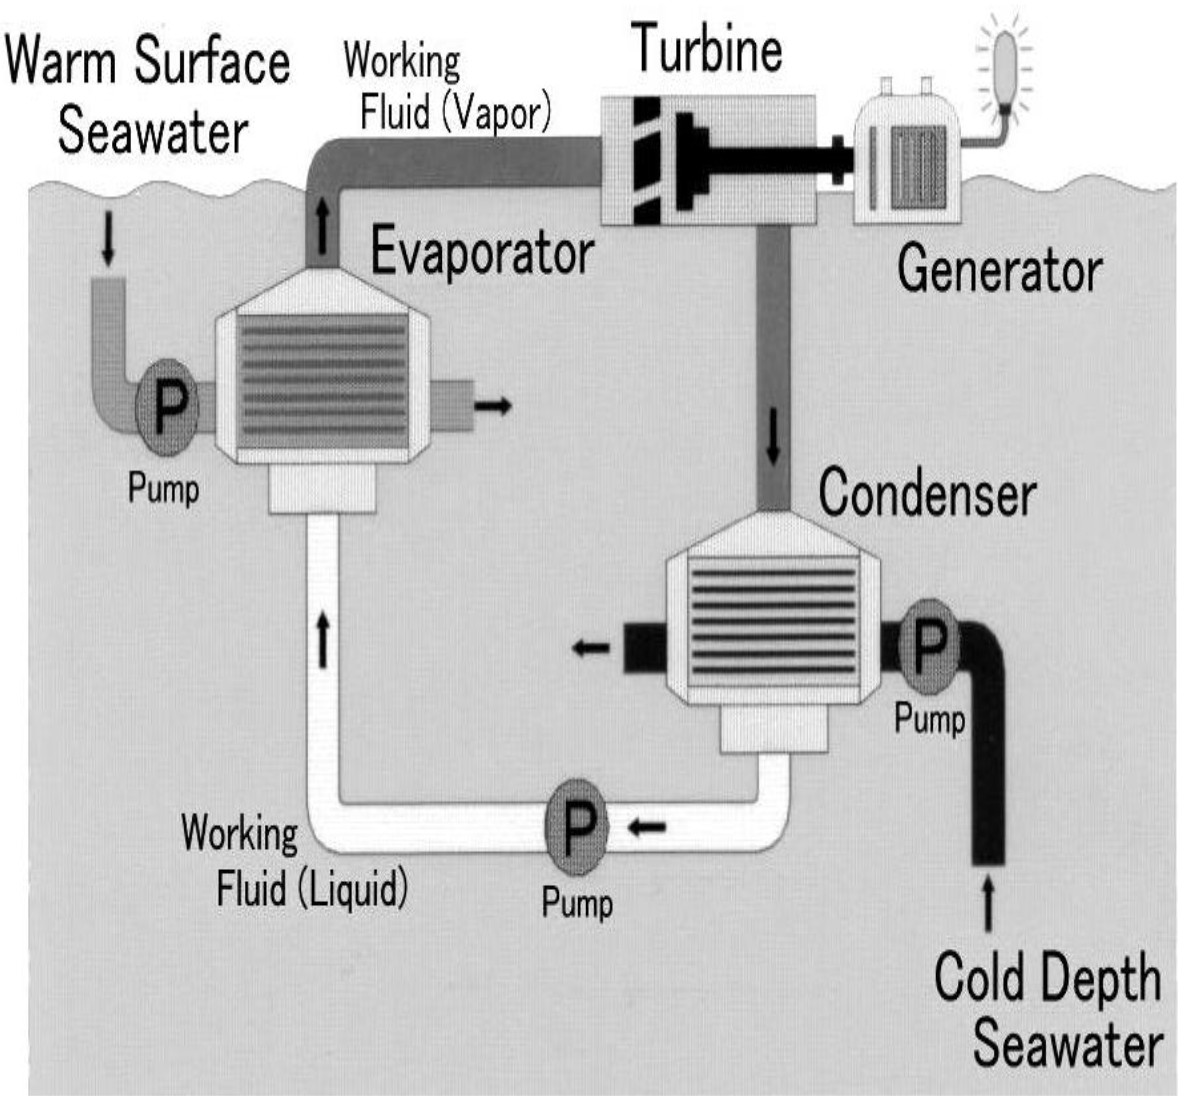 Warm Surface
Seawater
Working
Fluid (Vapor)
Turbine
Evaporator
Generator
P
Pump
Condenser
P
Pump
Working
Fluid (Liquid)
P
Pump
Cold Depth
Seawater